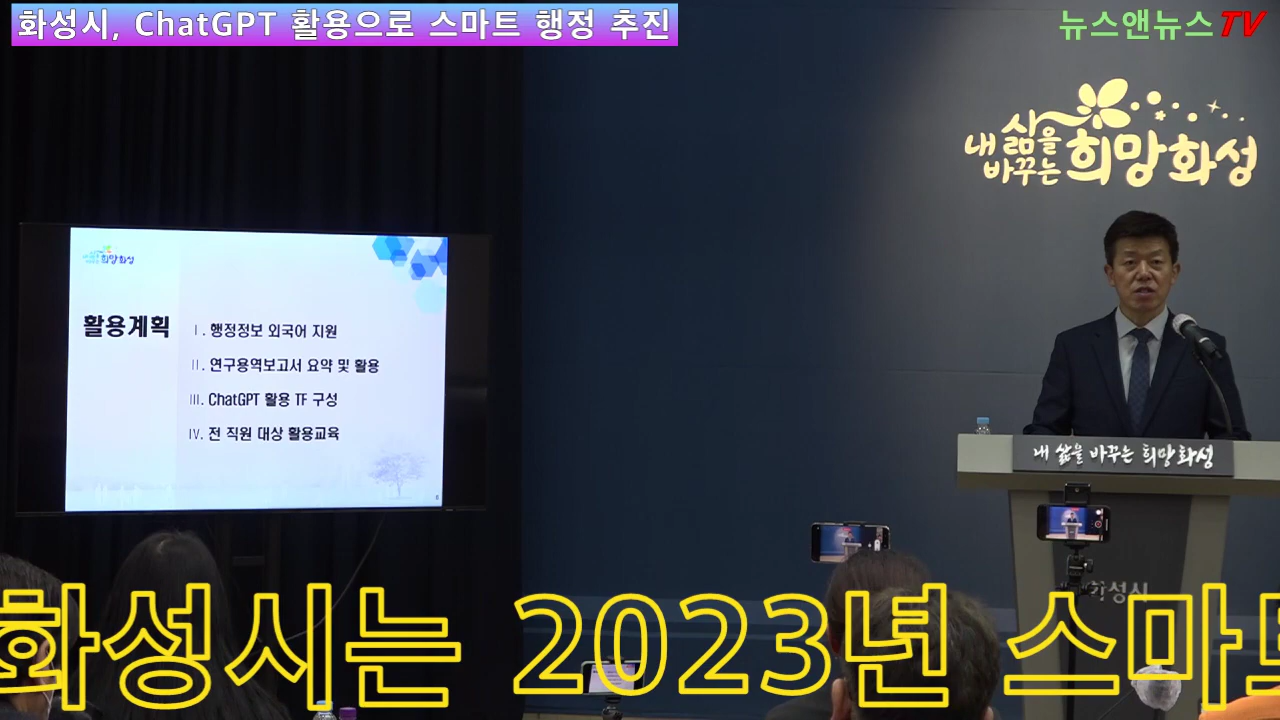 화성시, ChatGPT 활용으로 스마트 행정 추진
뉴스앤뉴스TV
내 삶을
바꾸는 희망화성
희망화성
활용계획
Ⅰ. 행정정보 외국어 지원
Ⅱ. 연구용역보고서 요약 및 활용
Ⅲ. ChatGPT 활용 TF 구성
Ⅳ. 전 직원 대상 활용교육
내 삶을 바꾸는 희망화성
화성시
화성시는 2023년 스마트